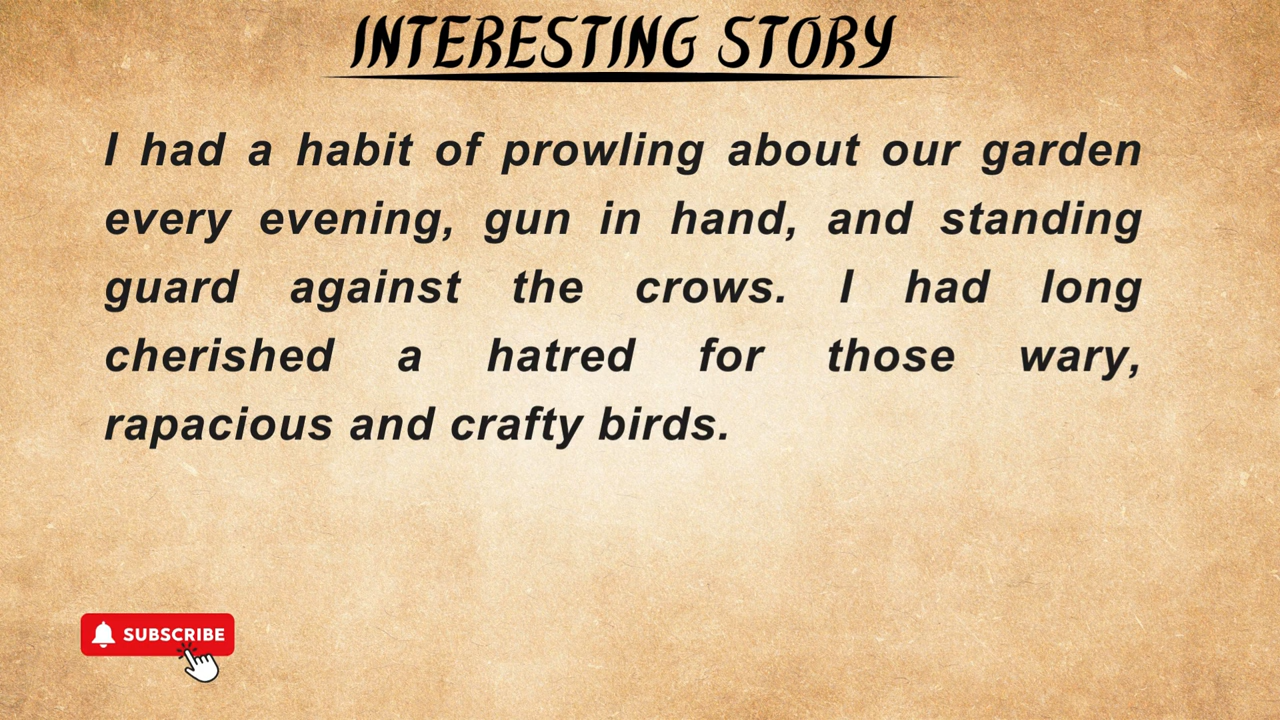 INTERESTING STORY
I had a habit of prowling about our garden
every evening, gun in hand, and standing
guard against the crows. I had long
cherished a hatred for those wary,
rapacious and crafty birds.
SUBSCRIBE